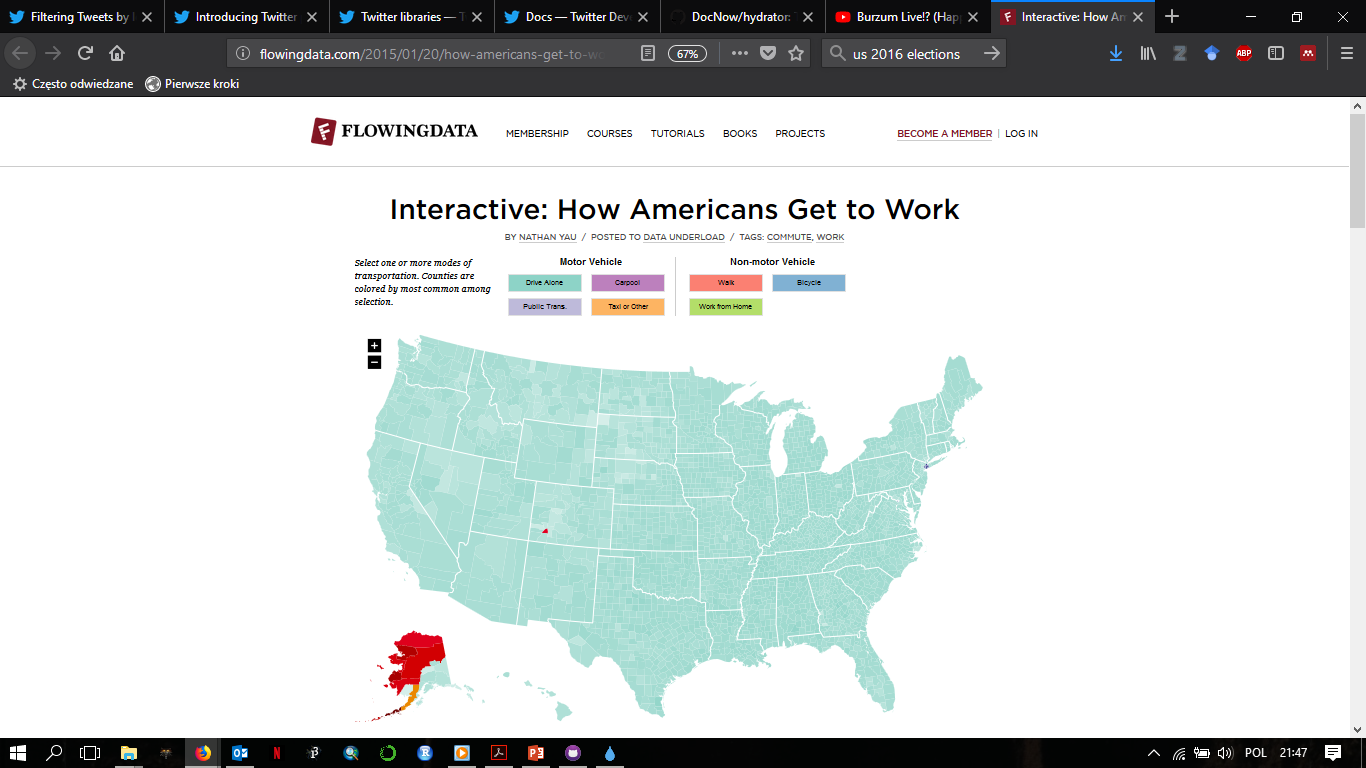 Filtering Tweets by
Introducing Twitter
Twitter libraries — T
Docs — Twitter Dev
DocNow/hydrator:
Burzum Live!? (Hap
Interactive: How Am
flowingdata.com/2015/01/20/how-americans-get-to-wo
67%
us 2016 elections
ABP
Często odwiedzane
Pierwsze kroki
FLOWINGDATA
MEMBERSHIP COURSES TUTORIALS BOOKS PROJECTS
BECOME A MEMBER | LOG IN
Interactive: How Americans Get to Work
BY NATHAN YAU / POSTED TO DATA UNDERLOAD / TAGS: COMMUTE, WORK
Select one or more modes of
transportation. Counties are
colored by most common among
selection.
Motor Vehicle
Drive Alone Carpool
Public Trans. Taxi or Other
Non-motor Vehicle
Walk Bicycle
Work from Home
+
−
POL 21:47